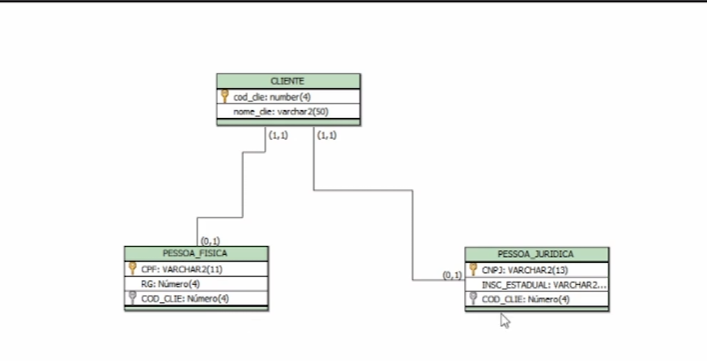 CLIENTE
cod_clie: number(4)
nome_clie: varchar2(50)
(1,1)
(1,1)
(0,1)
PESSOA_FISICA
CPF: VARCHAR2(11)
RG: Número(4)
COD_CLIE: Número(4)
(0,1)
PESSOA_JURIDICA
CNPJ: VARCHAR2(13)
INSC_ESTADUAL: VARCHAR2...
COD_CLIE: Número(4)